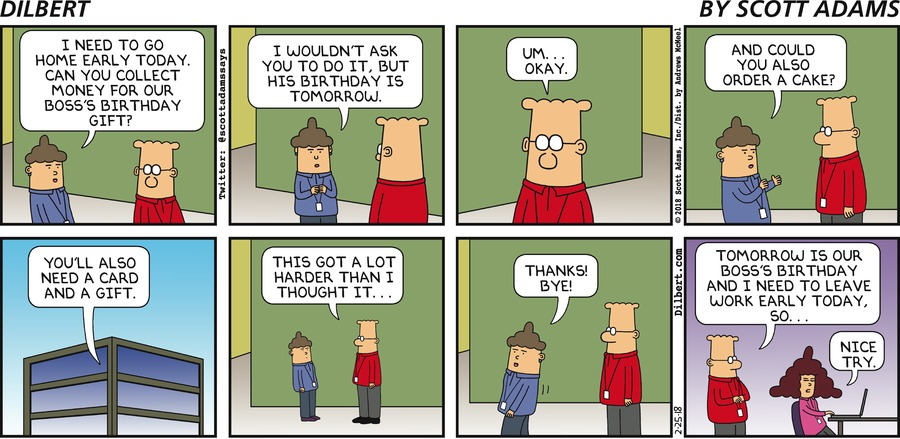 DILBERT
BY SCOTT ADAMS
I NEED TO GO
HOME EARLY TODAY.
CAN YOU COLLECT
MONEY FOR OUR
BOSS'S BIRTHDAY
GIFT?
Twitter: @scottadamssays
I WOULDN'T ASK
YOU TO DO IT, BUT
HIS BIRTHDAY IS
TOMORROW.
UM. . .
OKAY.
© 2018 Scott Adams, Inc./Dist. by Andrews McMeel
AND COULD
YOU ALSO
ORDER A CAKE?
YOU'LL ALSO
NEED A CARD
AND A GIFT.
THIS GOT A LOT
HARDER THAN I
THOUGHT IT. . .
THANKS!
BYE!
2-25-18
Dilbert.com
TOMORROW IS OUR
BOSS'S BIRTHDAY
AND I NEED TO LEAVE
WORK EARLY TODAY,
SO. . .
NICE
TRY.